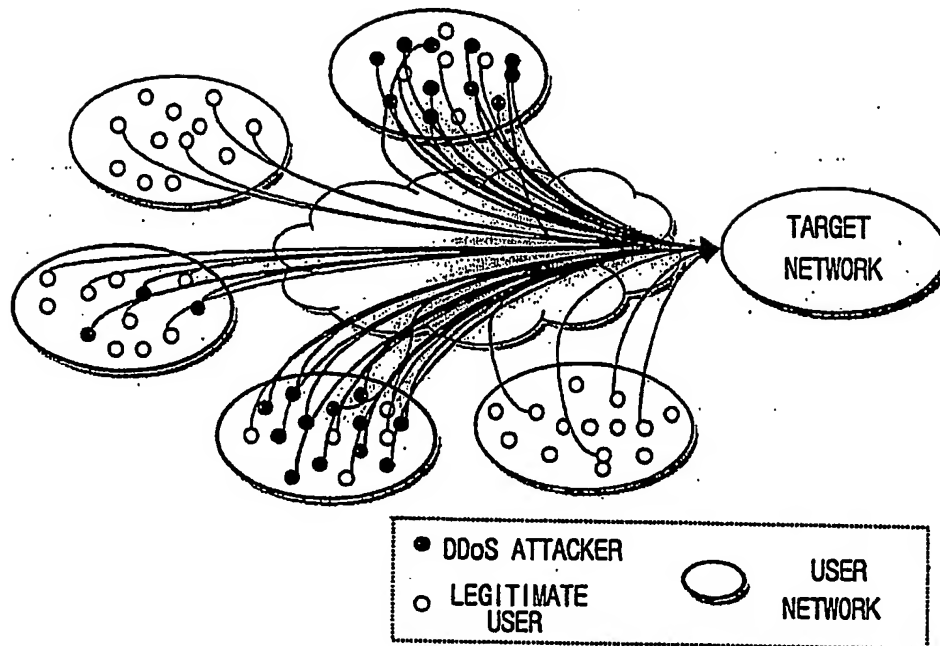 TARGET
NETWORK
DDoS ATTACKER
LEGITIMATE
USER
USER
NETWORK